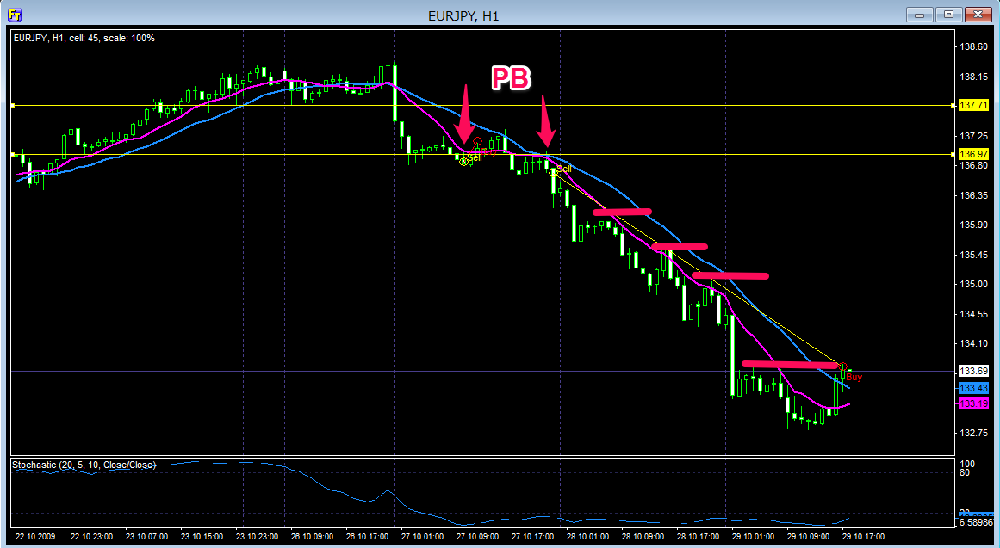 FT
EURJPY, H1
EURJPY, H1, cell: 45, scale: 100%
PB
Sell
Sell
Buy
138.60
138.15
137.71
137.25
136.97
136.80
136.35
135.90
135.45
135.00
134.55
134.10
133.69
133.43
133.19
132.75
Stochastic (20, 5, 10, Close/Close)
100
80
20
6.58986
22 10 2009
22 10 23:00
23 10 07:00
23 10 15:00
23 10 23:00
26 10 09:00
26 10 17:00
27 10 01:00
27 10 09:00
27 10 17:00
28 10 01:00
28 10 09:00
28 10 17:00
29 10 01:00
29 10 09:00
29 10 17:00